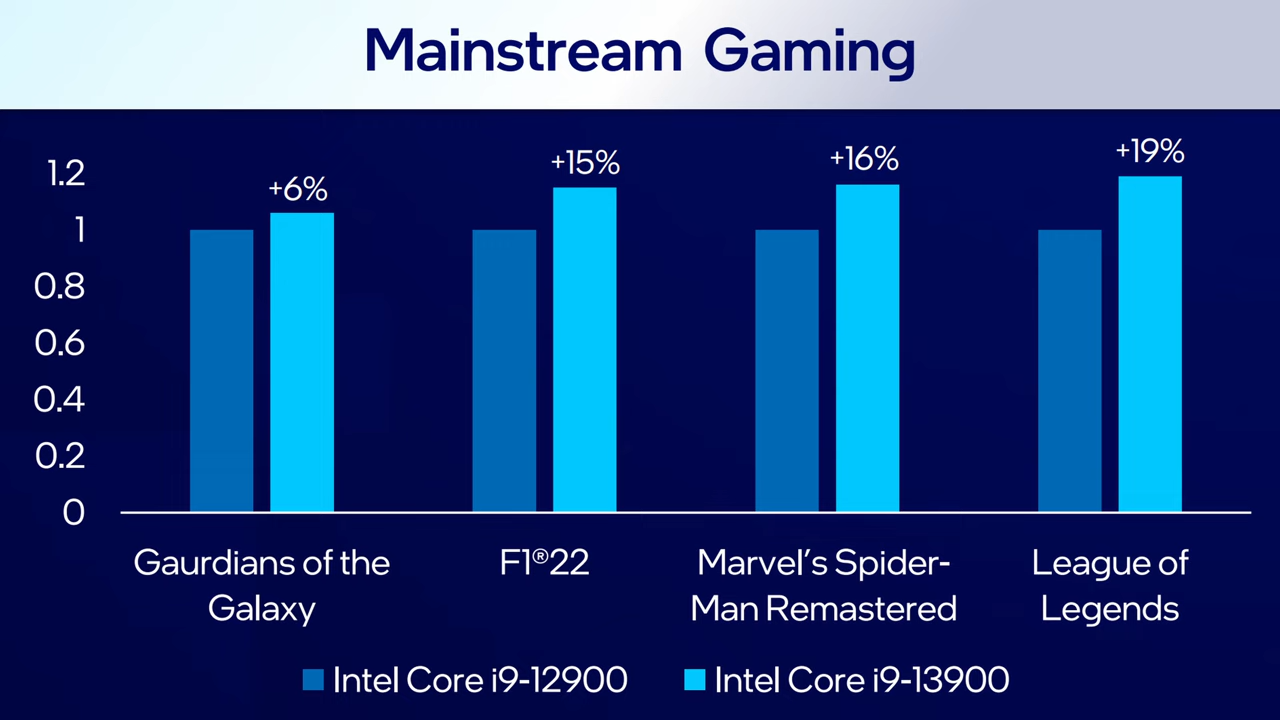 Mainstream Gaming
+6%
+15%
+16%
+19%
1.2
1
0.8
0.6
0.4
0.2
0
Gaurdians of the
Galaxy
F1®22
Marvel's Spider-
Man Remastered
League of
Legends
Intel Core i9-12900
Intel Core i9-13900